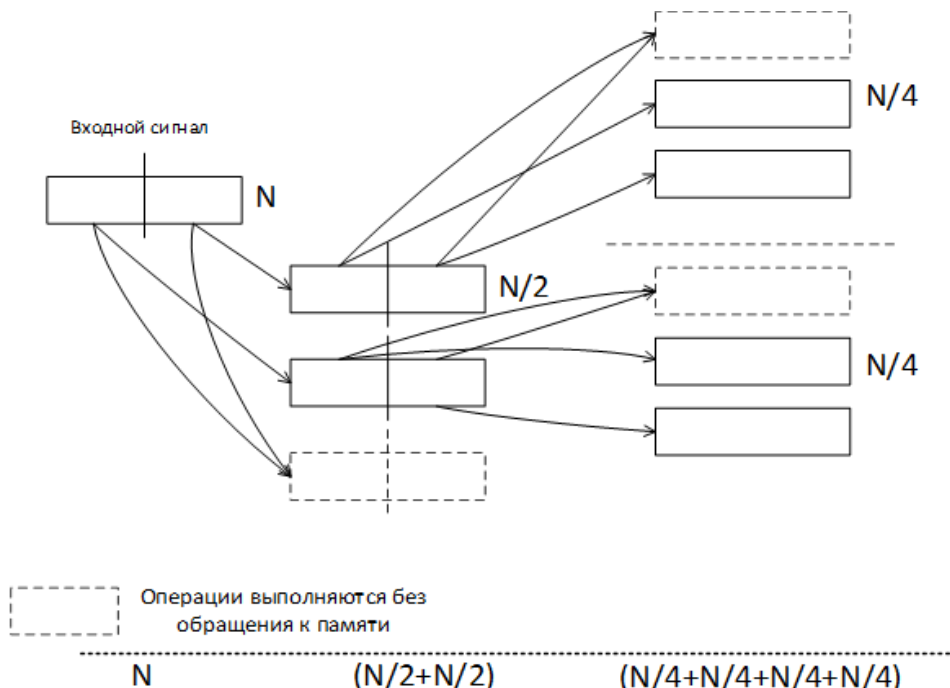 N/4
Входной сигнал
N
N/2
N/4
Операции выполняются без
обращения к памяти
N
(N/2+N/2)
(N/4+N/4+N/4+N/4)